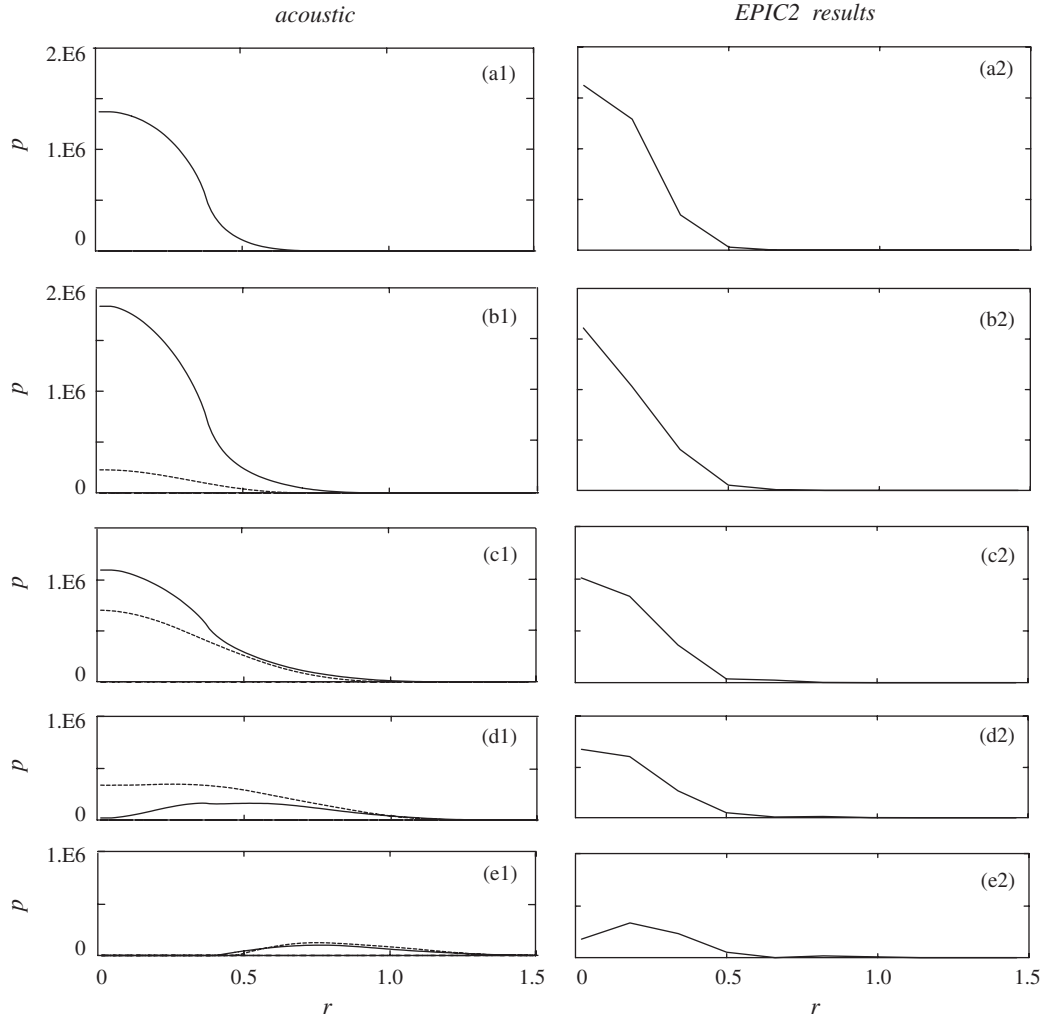 acoustic
EPIC2 results
2.E6
(a1)
(a2)
p
1.E6
0
2.E6
(b1)
(b2)
p
1.E6
0
(c1)
(c2)
p
1.E6
0
1.E6
(d1)
(d2)
p
0
1.E6
(e1)
(e2)
p
0
0 0.5 1.0 1.5
0 0.5 1.0 1.5
r
r